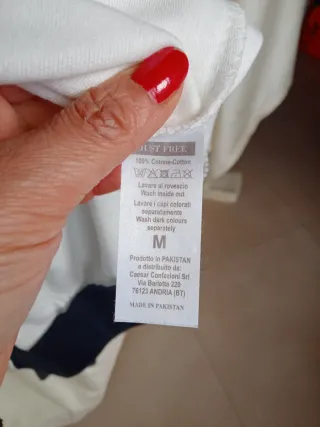 JUST FREE
100% Cotone-Cotton
Lavare al rovescio
Wash inside out
Lavare i capi colorati
separatamente
Wash dark colours
separately
M
Prodotto in PAKISTAN
e distribuito da:
Caesar Confezioni Srl
Via Barletta 229
76123 ANDRIA (BT)
MADE IN PAKISTAN